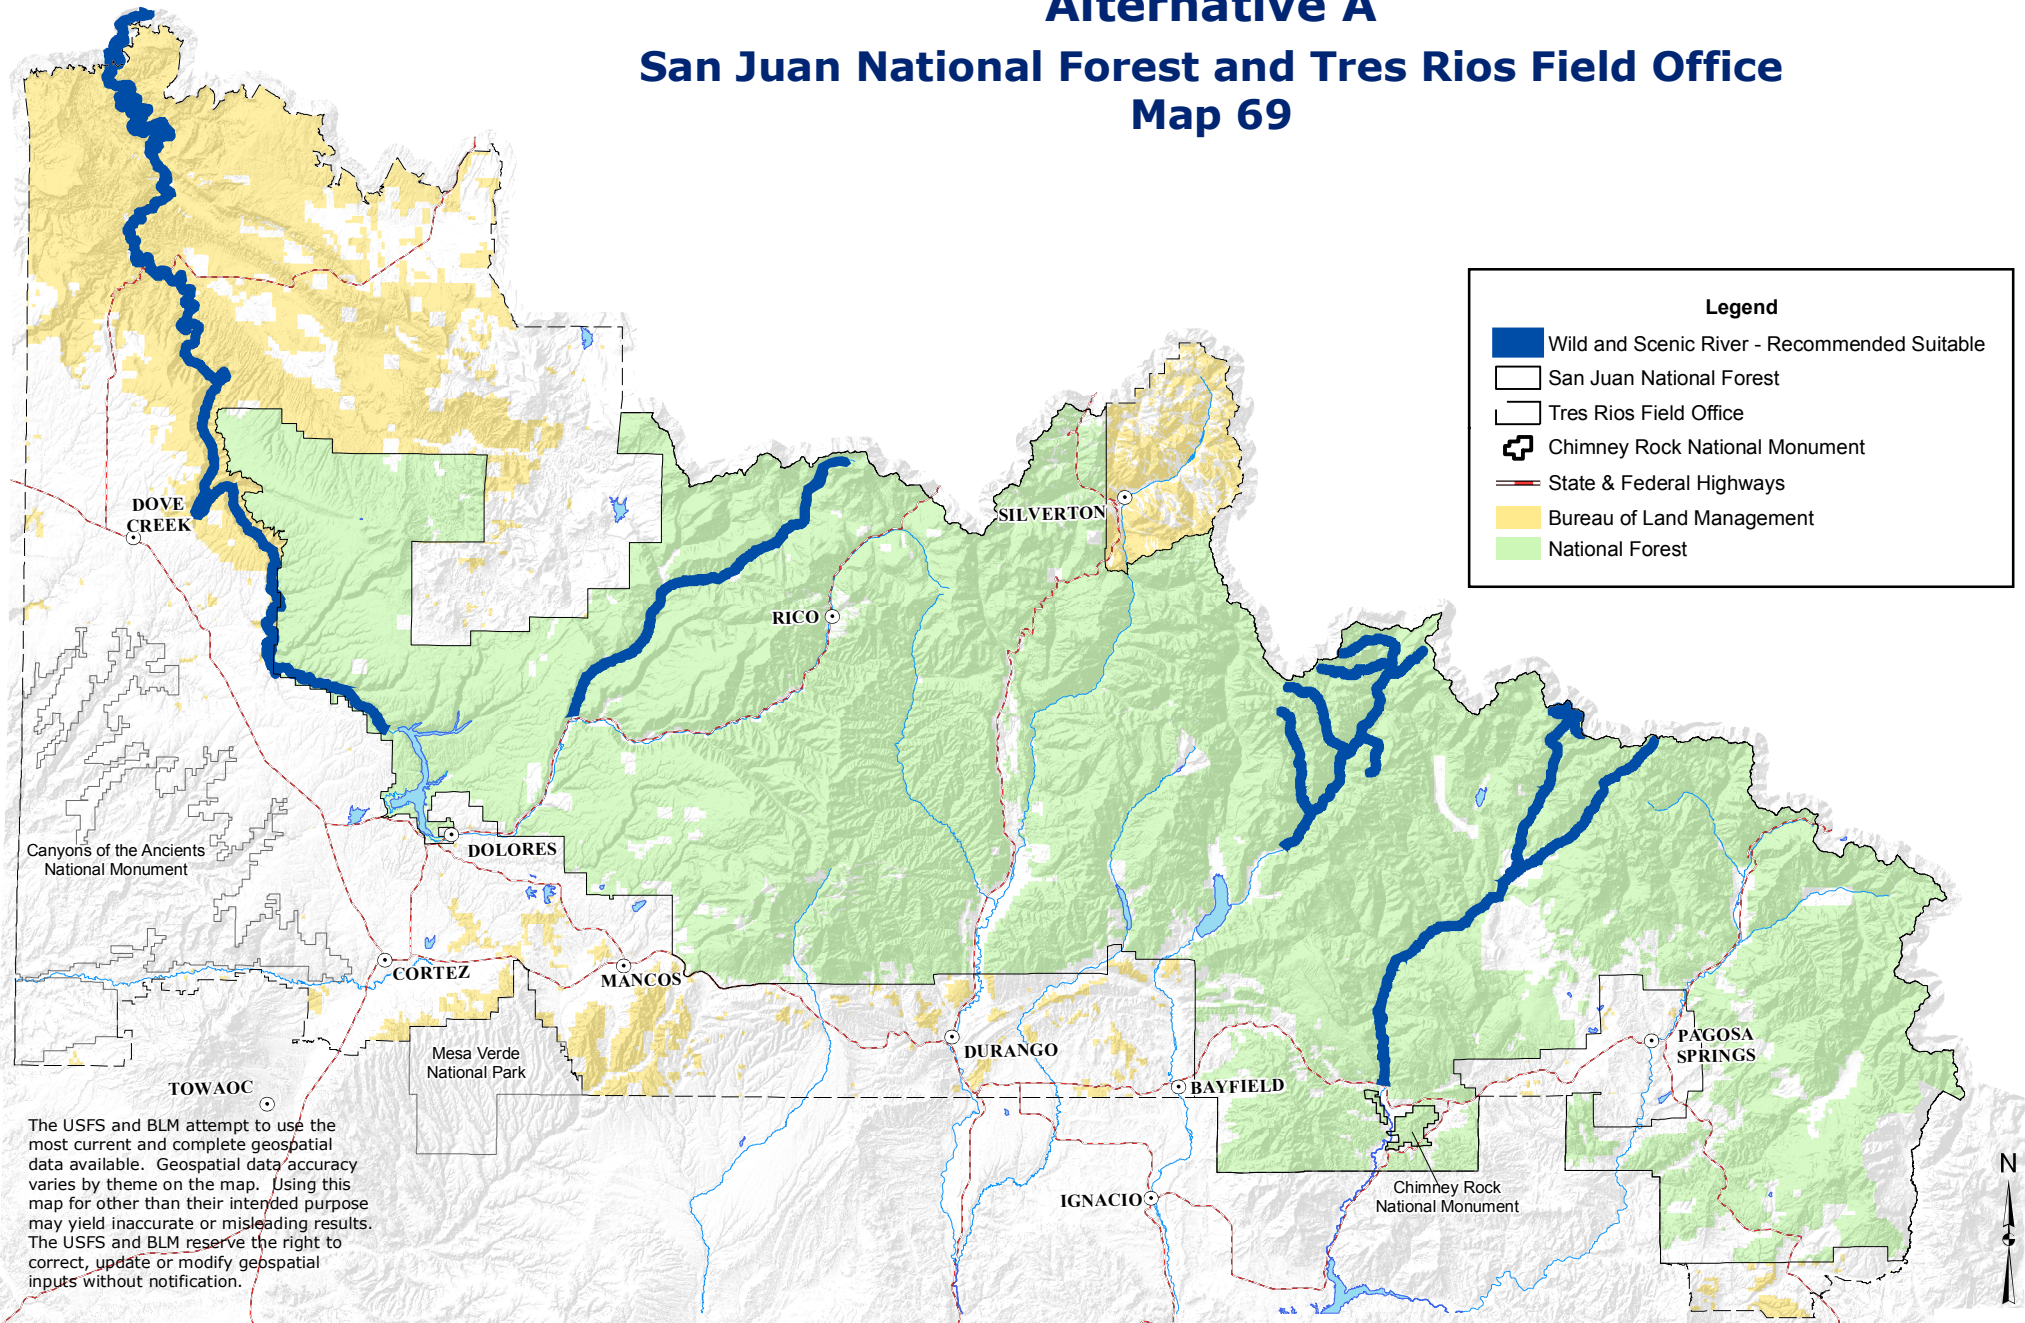 Alternative A
San Juan National Forest and Tres Rios Field Office
Map 69
Legend
Wild and Scenic River - Recommended Suitable
San Juan National Forest
Tres Rios Field Office
Chimney Rock National Monument
State & Federal Highways
Bureau of Land Management
National Forest
DOVE
CREEK
SILVERTON
RICO
DOLORES
Canyons of the Ancients
National Monument
CORTEZ
MANCOS
Mesa Verde
National Park
TOWAOC
DURANGO
BAYFIELD
PAGOSA
SPRINGS
IGNACIO
Chimney Rock
National Monument
The USFS and BLM attempt to use the
most current and complete geospatial
data available. Geospatial data accuracy
varies by theme on the map. Using this
map for other than their intended purpose
may yield inaccurate or misleading results.
The USFS and BLM reserve the right to
correct, update or modify geospatial
inputs without notification.
N